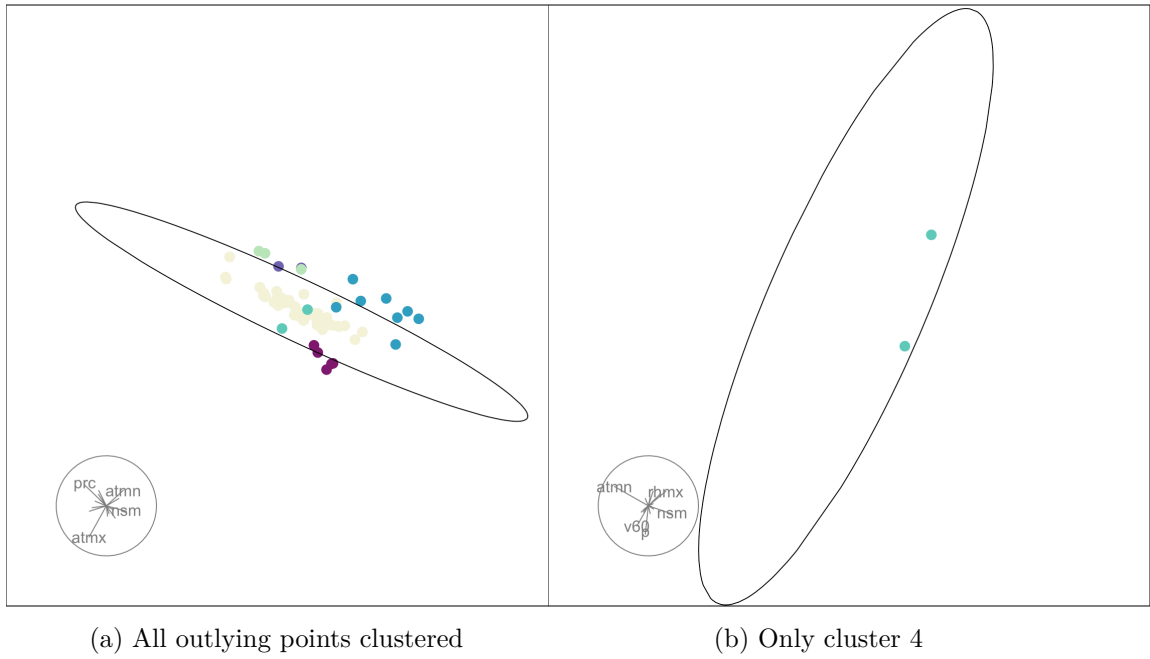 prc
atmn
nsm
atmx
atmn
rhmx
nsm
v60
p
(a) All outlying points clustered
(b) Only cluster 4